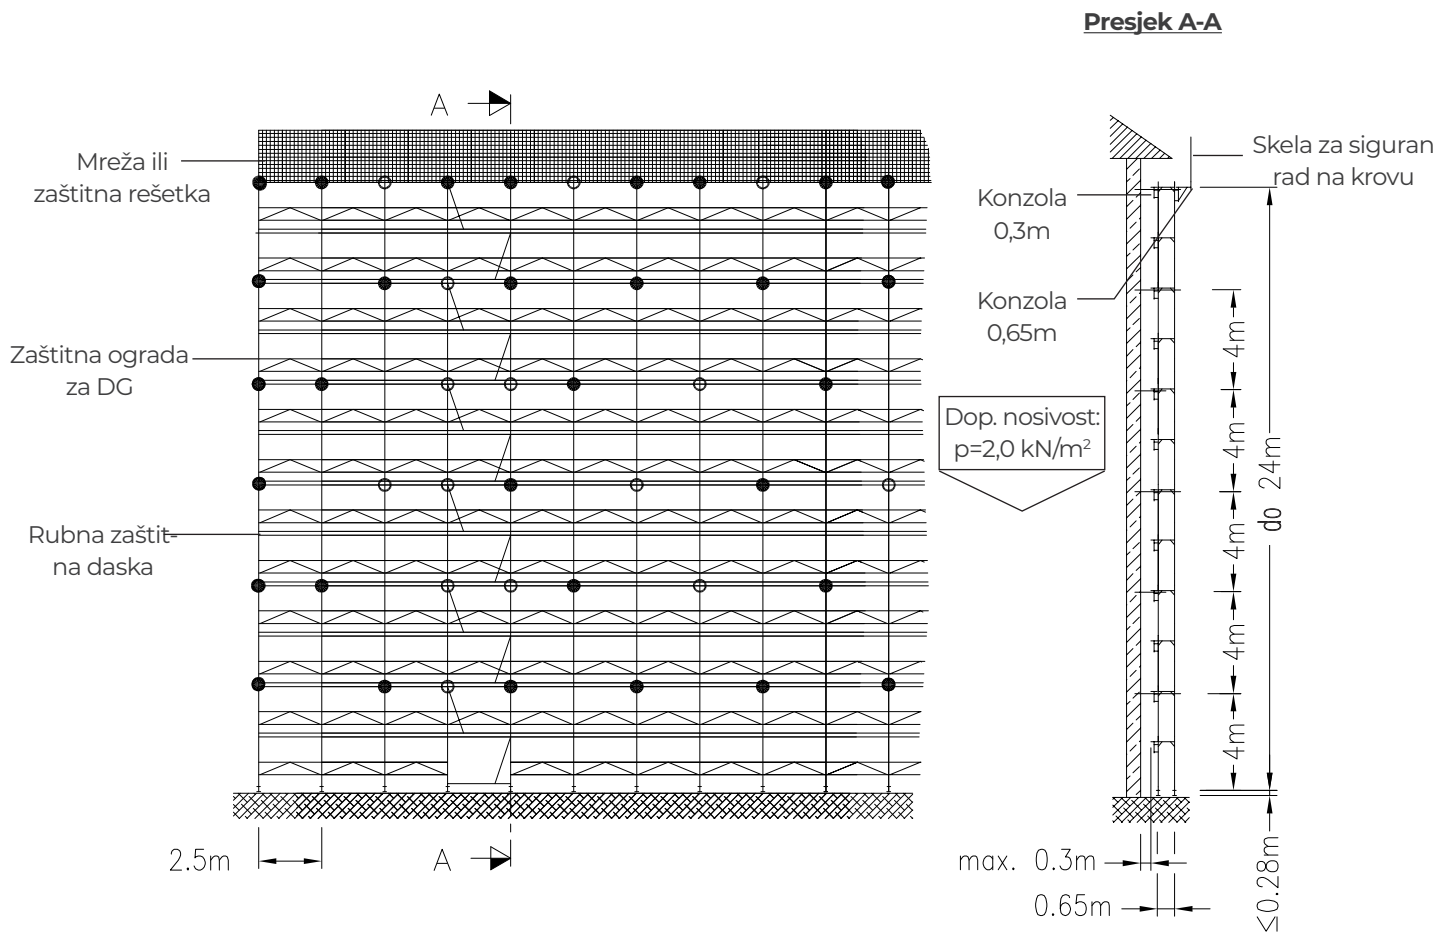 Presjek A-A
A
Mreža ili
zaštitna rešetka
Zaštitna ograda
za DG
Rubna zaštit-
na daska
2.5m
A
Skela za siguran
rad na krovu
Konzola
0,3m
Konzola
0,65m
Dop. nosivost:
p=2,0 kN/m²
4m
4m
4m
4m
4m
do 24m
max. 0.3m
0.65m
≤0.28m